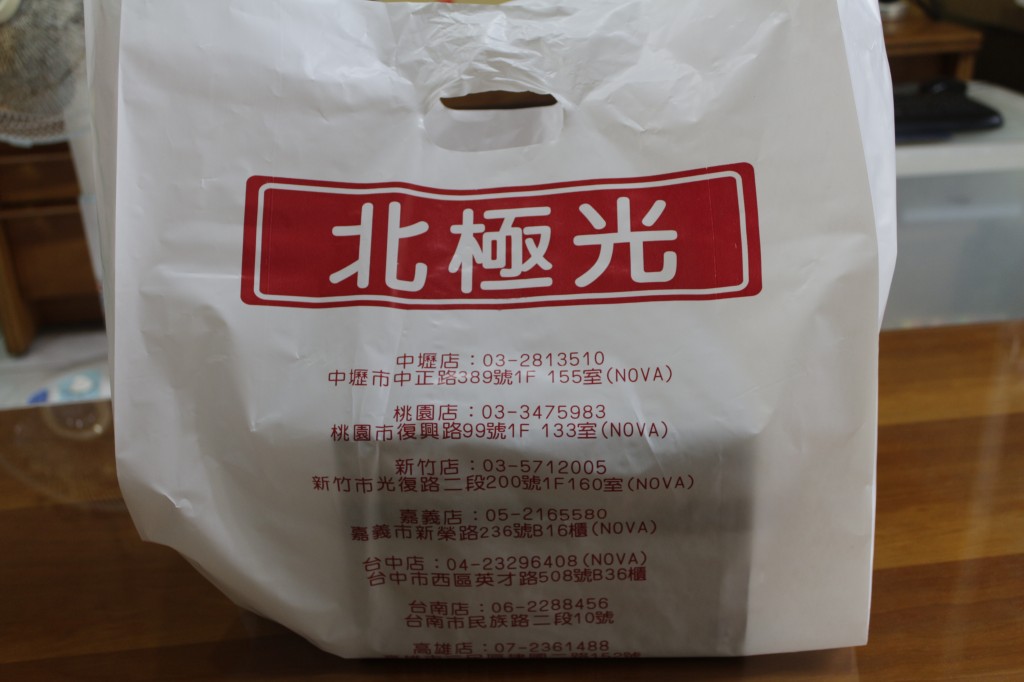 北極光
中壢店：03-2813510
中壢市中正路389號1F 155室(NOVA)
桃園店：03-3475983
桃園市復興路99號1F 133室(NOVA)
新竹店：03-5712005
新竹市光復路二段200號1F160室(NOVA)
嘉義店：05-2165580
嘉義市新榮路236號B16櫃(NOVA)
台中店：04-23296408(NOVA)
台中市西區英才路508號B36櫃
台南店：06-2288456
台南市民族路二段10號
高雄店：07-2361488